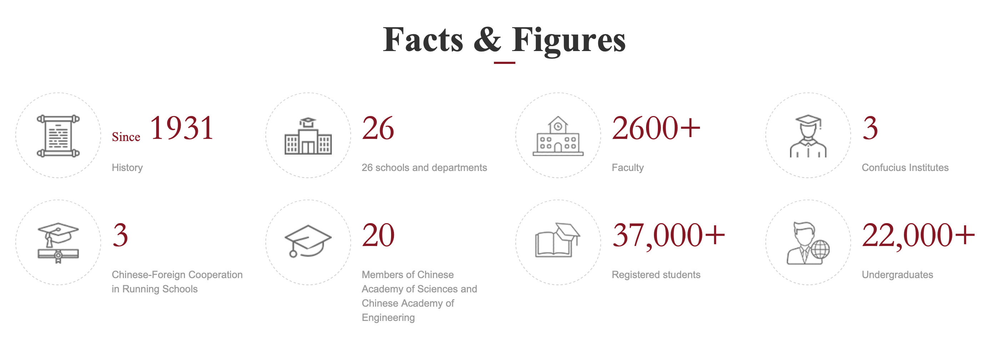 Facts & Figures
Since 1931
History
26
26 schools and departments
2600+
Faculty
3
Confucius Institutes
3
Chinese-Foreign Cooperation
in Running Schools
20
Members of Chinese
Academy of Sciences and
Chinese Academy of
Engineering
37,000+
Registered students
22,000+
Undergraduates